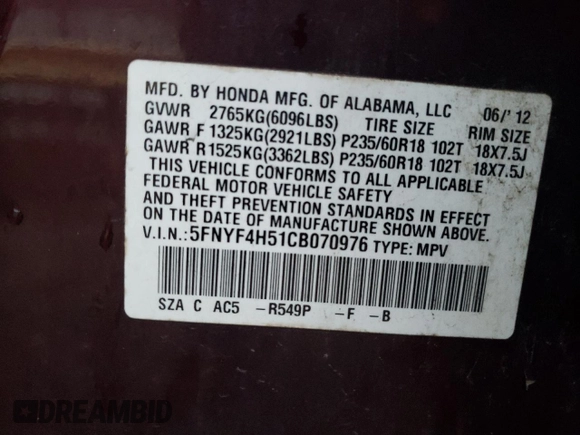 MFD. BY HONDA MFG. OF ALABAMA, LLC 06/'12
GVWR 2765KG(6096LBS) TIRE SIZE RIM SIZE
GAWR F 1325KG(2921LBS) P235/60R18 102T 18X7.5J
GAWR R1525KG(3362LBS) P235/60R18 102T 18X7.5J
THIS VEHICLE CONFORMS TO ALL APPLICABLE
FEDERAL MOTOR VEHICLE SAFETY
AND THEFT PREVENTION STANDARDS IN EFFECT
ON THE DATE OF MANUFACTURE SHOWN ABOVE.
V.I.N.:5FNYF4H51CB070976 TYPE: MPV
SZA C AC5 -R549P -F -B
DREAMBID